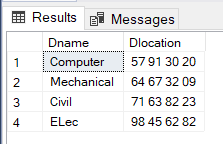 Results Messages
Dname Dlocation
1 Computer 57 91 30 20
2 Mechanical 64 67 32 09
3 Civil 71 63 82 23
4 ELec 98 45 62 82